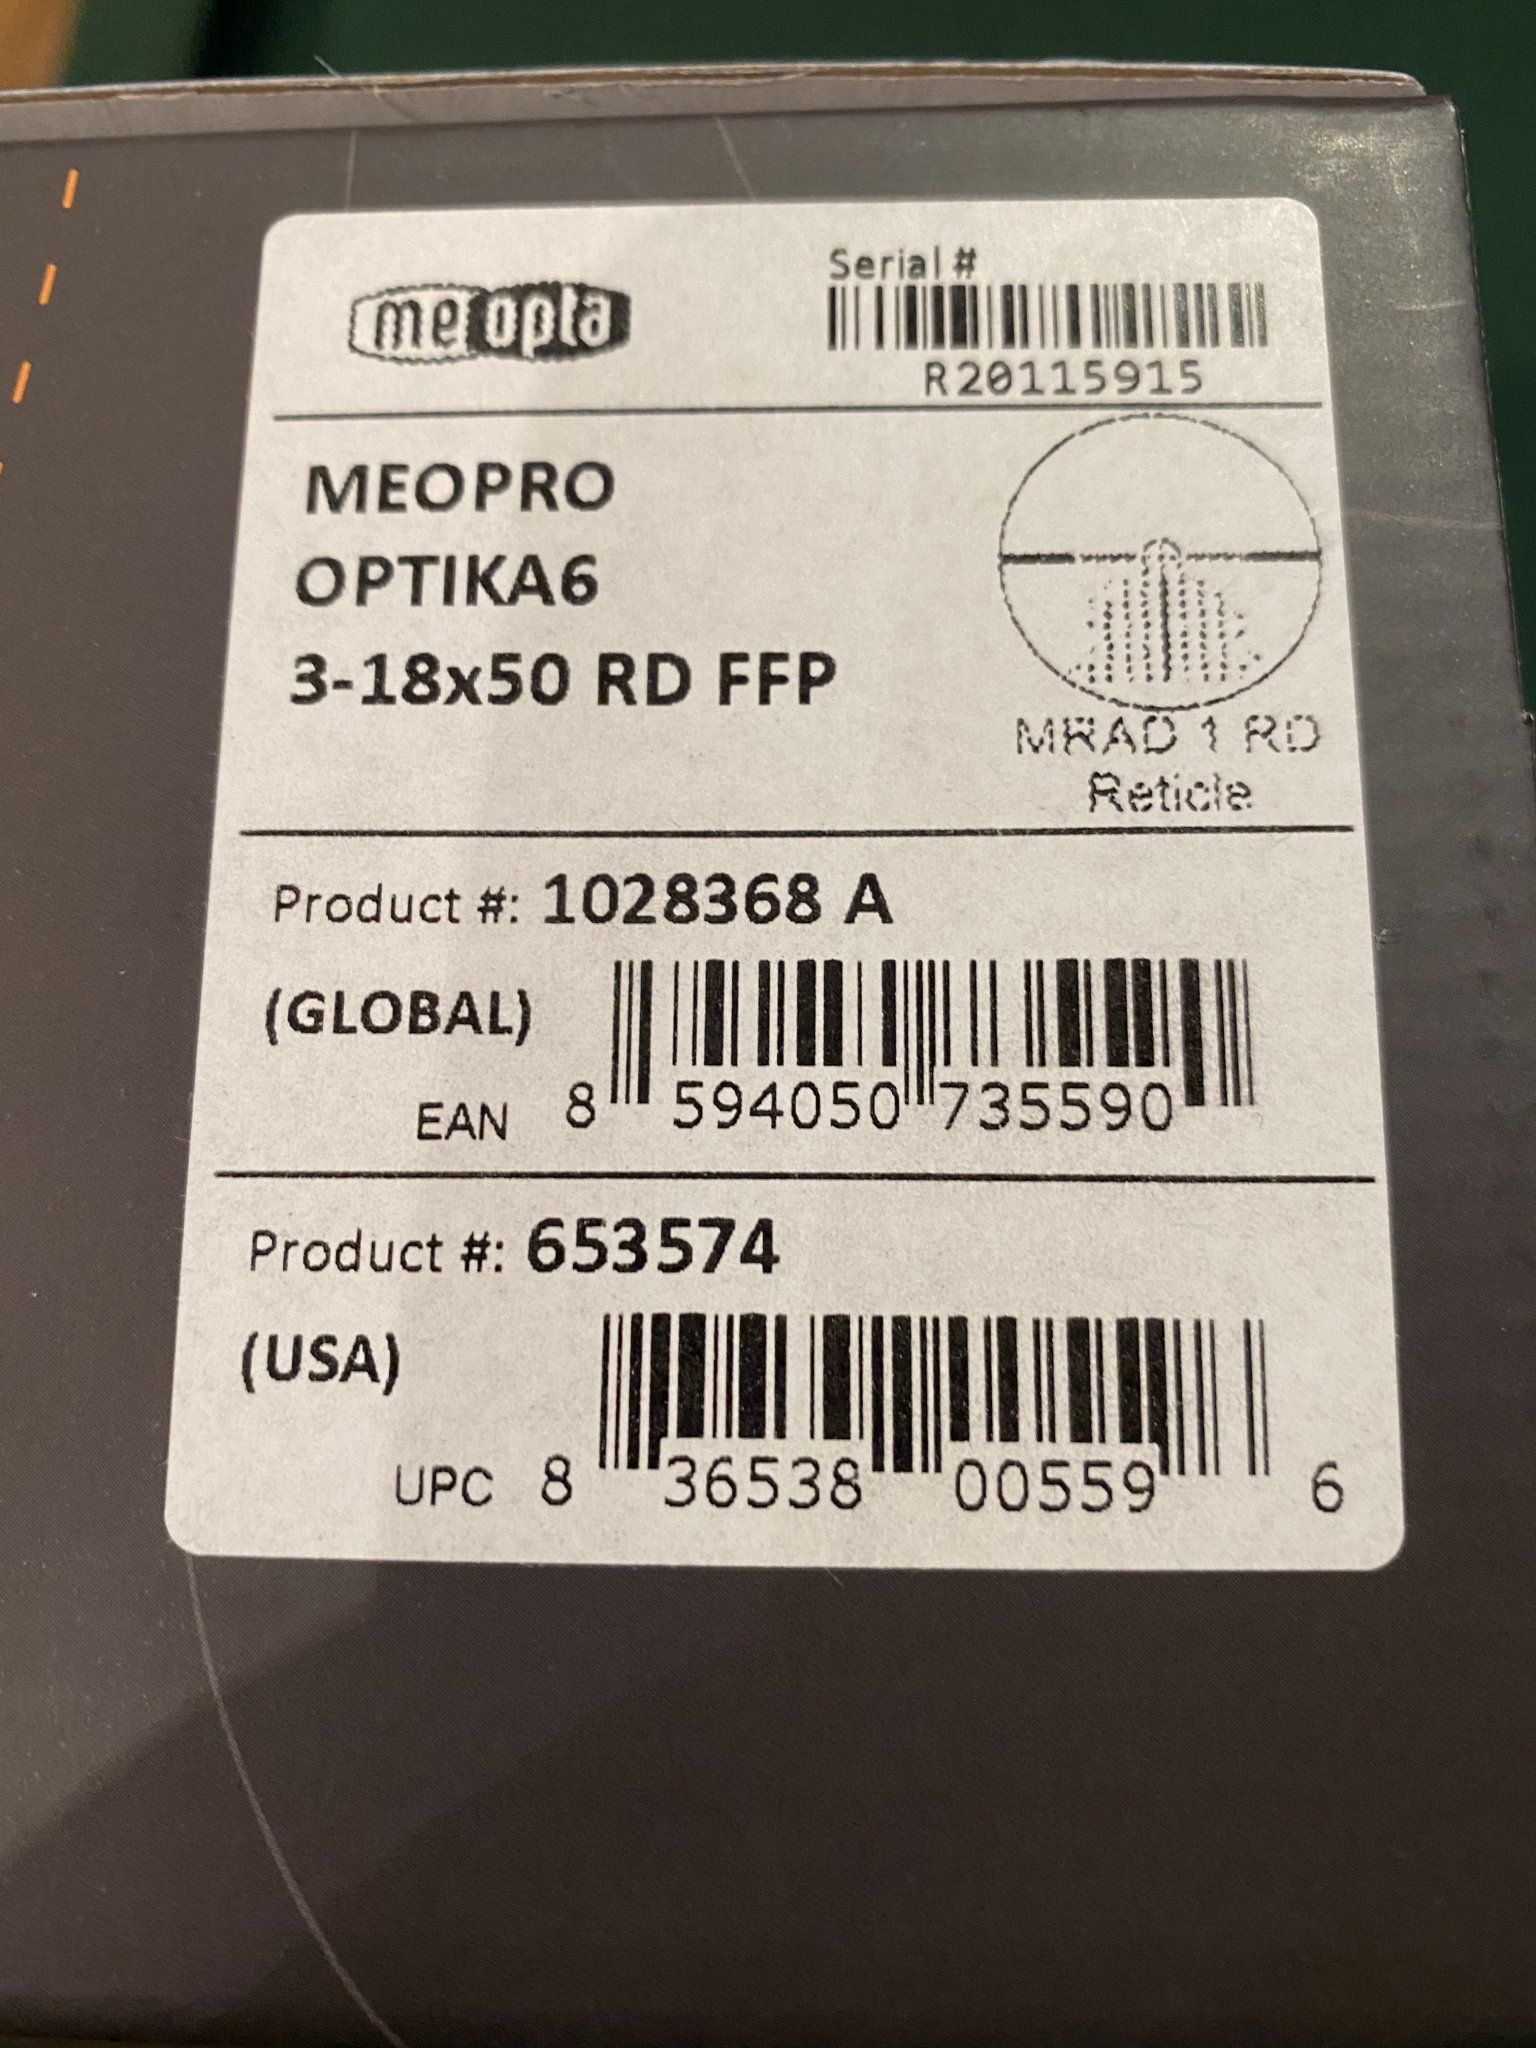 meopta
Serial #
R20115915
MEOPRO
OPTIKA6
3-18x50 RD FFP
MRAD 1 RD
Reticle
Product #: 1028368 A
(GLOBAL)
EAN 8 594050 735590
Product #: 653574
(USA)
UPC 8 36538 00559 6